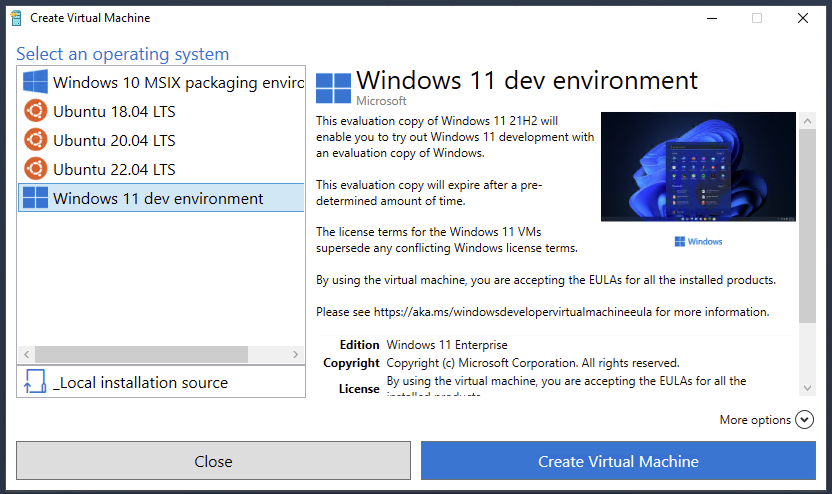 Create Virtual Machine
Select an operating system
Windows 10 MSIX packaging enviro
Ubuntu 18.04 LTS
Ubuntu 20.04 LTS
Ubuntu 22.04 LTS
Windows 11 dev environment
_Local installation source
Windows 11 dev environment
Microsoft
This evaluation copy of Windows 11 21H2 will
enable you to try out Windows 11 development with
an evaluation copy of Windows.
This evaluation copy will expire after a pre-
determined amount of time.
The license terms for the Windows 11 VMs
supersede any conflicting Windows license terms.
Windows
By using the virtual machine, you are accepting the EULAs for all the installed products.
Please see https://aka.ms/windowsdevelopervirtualmachineeula for more information.
Edition Windows 11 Enterprise
Copyright Copyright (c) Microsoft Corporation. All rights reserved.
License By using the virtual machine, you are accepting the EULAs for all the
installed products
More options
Close
Create Virtual Machine